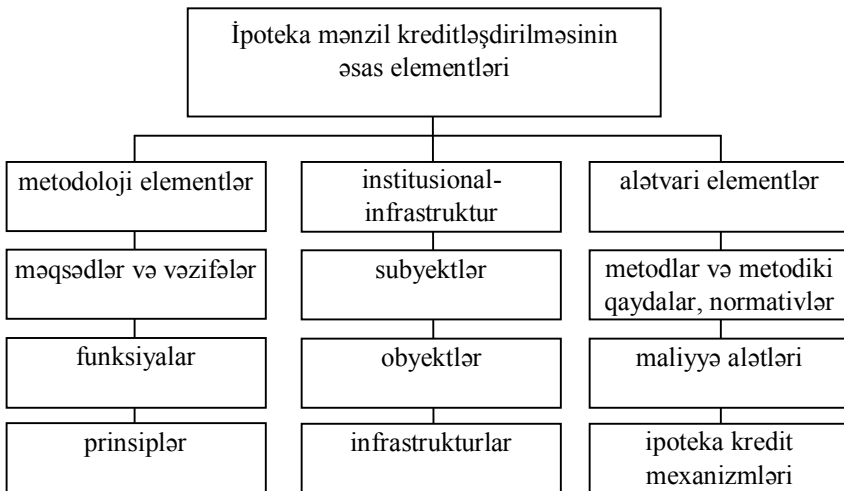 İpoteka mənzil kreditləşdirilməsinin
əsas elementləri
metodoloji elementlər
institusional-
infrastruktur
alətvari elementlər
məqsədlər və vəzifələr
subyektlər
metodlar və metodiki
qaydalar, normativlər
funksiyalar
obyektlər
maliyyə alətləri
prinsiplər
infrastrukturlar
ipoteka kredit
mexanizmləri